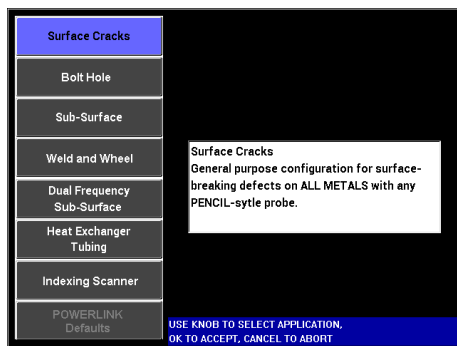 Surface Cracks
Bolt Hole
Sub-Surface
Weld and Wheel
Dual Frequency
Sub-Surface
Heat Exchanger
Tubing
Indexing Scanner
POWERLINK
Defaults
Surface Cracks
General purpose configuration for surface-
breaking defects on ALL METALS with any
PENCIL-sytle probe.
USE KNOB TO SELECT APPLICATION,
OK TO ACCEPT, CANCEL TO ABORT